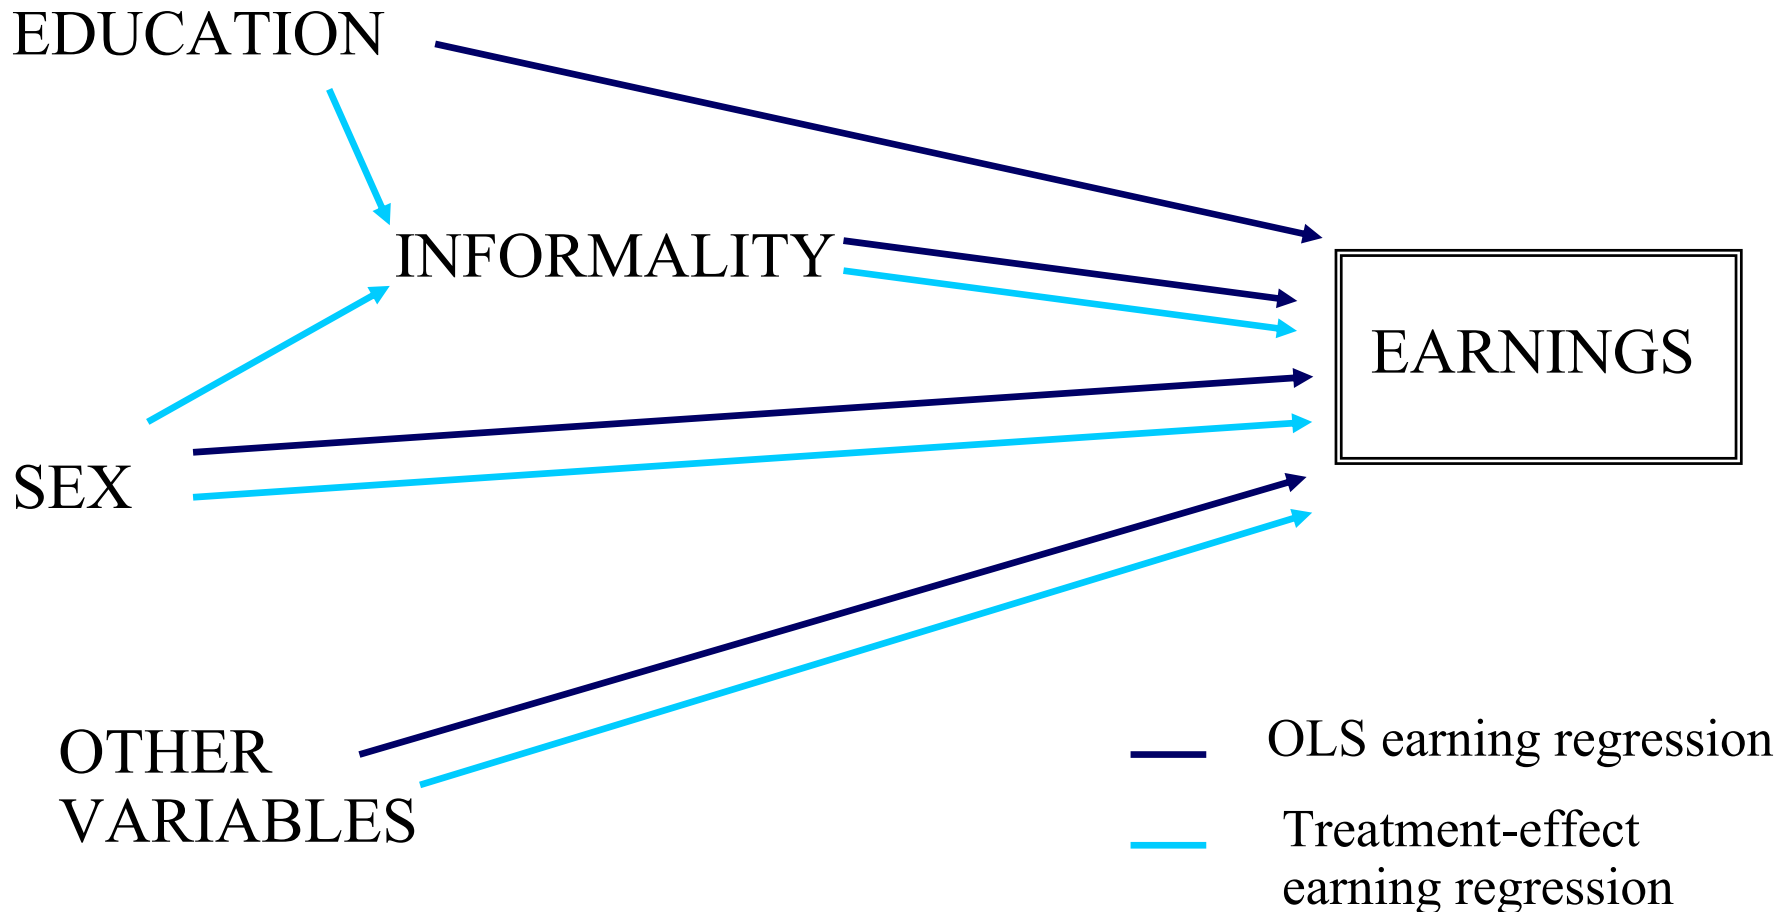 EDUCATION
INFORMALITY
EARNINGS
SEX
OTHER
VARIABLES
OLS earning regression
Treatment-effect
earning regression